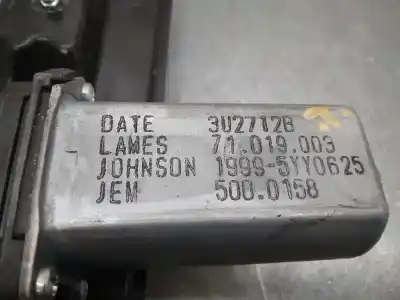 DATE 3U2712B
LAMES 71.019.003
JOHNSON 1999-5YY0625
JEM 500.0158